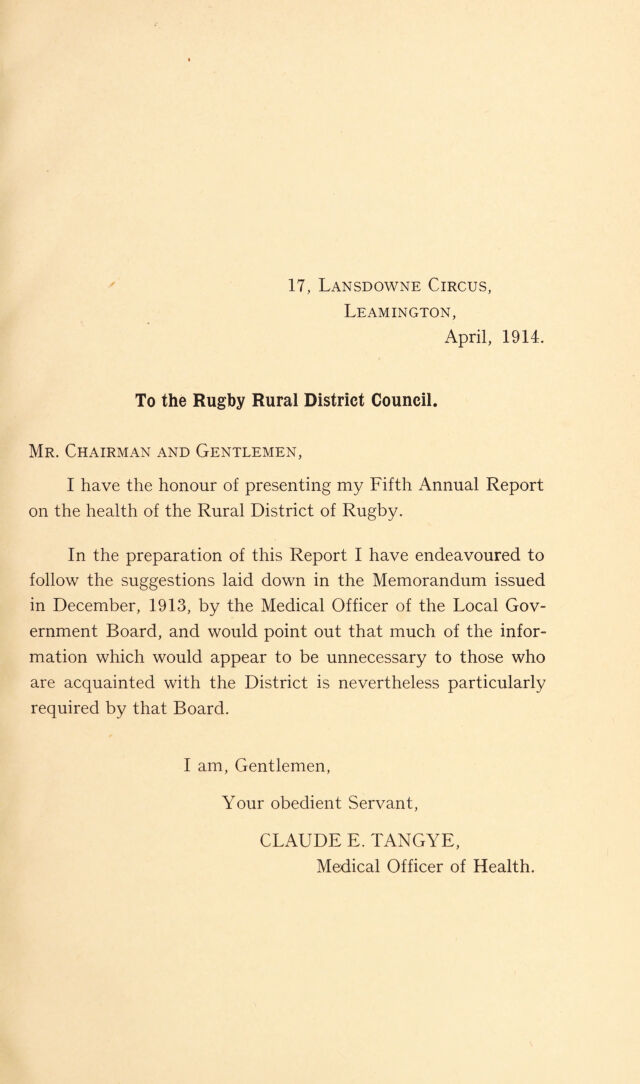 17, Lansdowne Circus,
Leamington,
April, 1914.
To the Rugby Rural District Council.
Mr. Chairman and Gentlemen,
I have the honour of presenting my Fifth Annual Report
on the health of the Rural District of Rugby.
In the preparation of this Report I have endeavoured to
follow the suggestions laid down in the Memorandum issued
in December, 1913, by the Medical Officer of the Local Gov-
ernment Board, and would point out that much of the infor-
mation which would appear to be unnecessary to those who
are acquainted with the District is nevertheless particularly
required by that Board.
I am, Gentlemen,
Your obedient Servant,
CLAUDE E. TANGYE,
Medical Officer of Health.